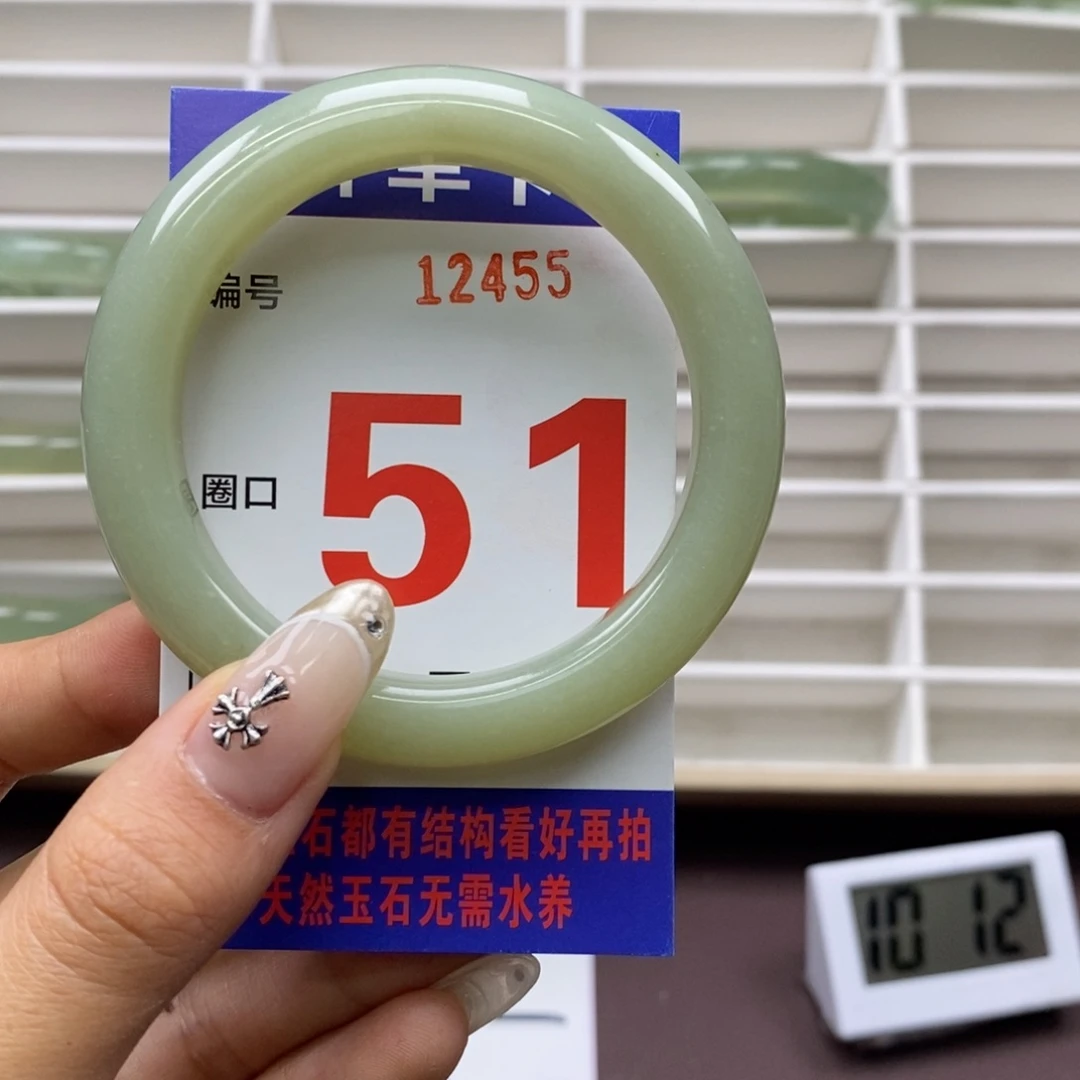 编号 12455
圈口 51
石都有结构看好再拍
天然玉石无需水养
10 12